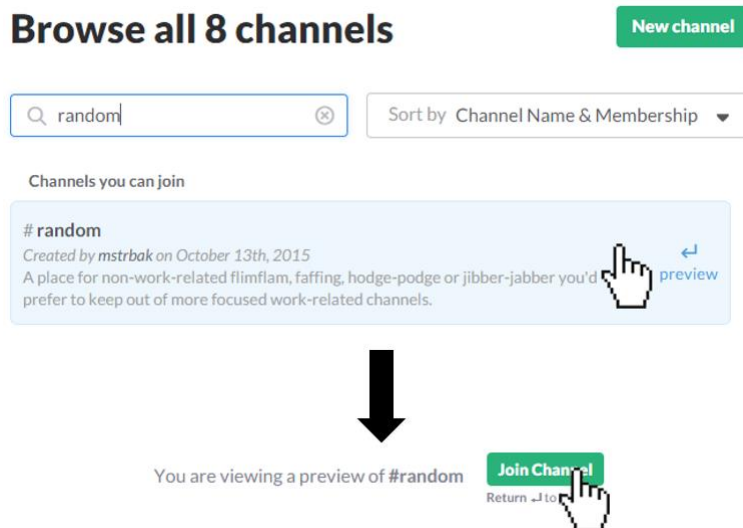 Browse all 8 channels
New channel
random
Sort by Channel Name & Membership
Channels you can join
# random
Created by mstrbak on October 13th, 2015
A place for non-work-related flimflam, faffing, hodge-podge or jibber-jabber you'd
prefer to keep out of more focused work-related channels.
preview
You are viewing a preview of #random
Join Channel
Return ↵ to